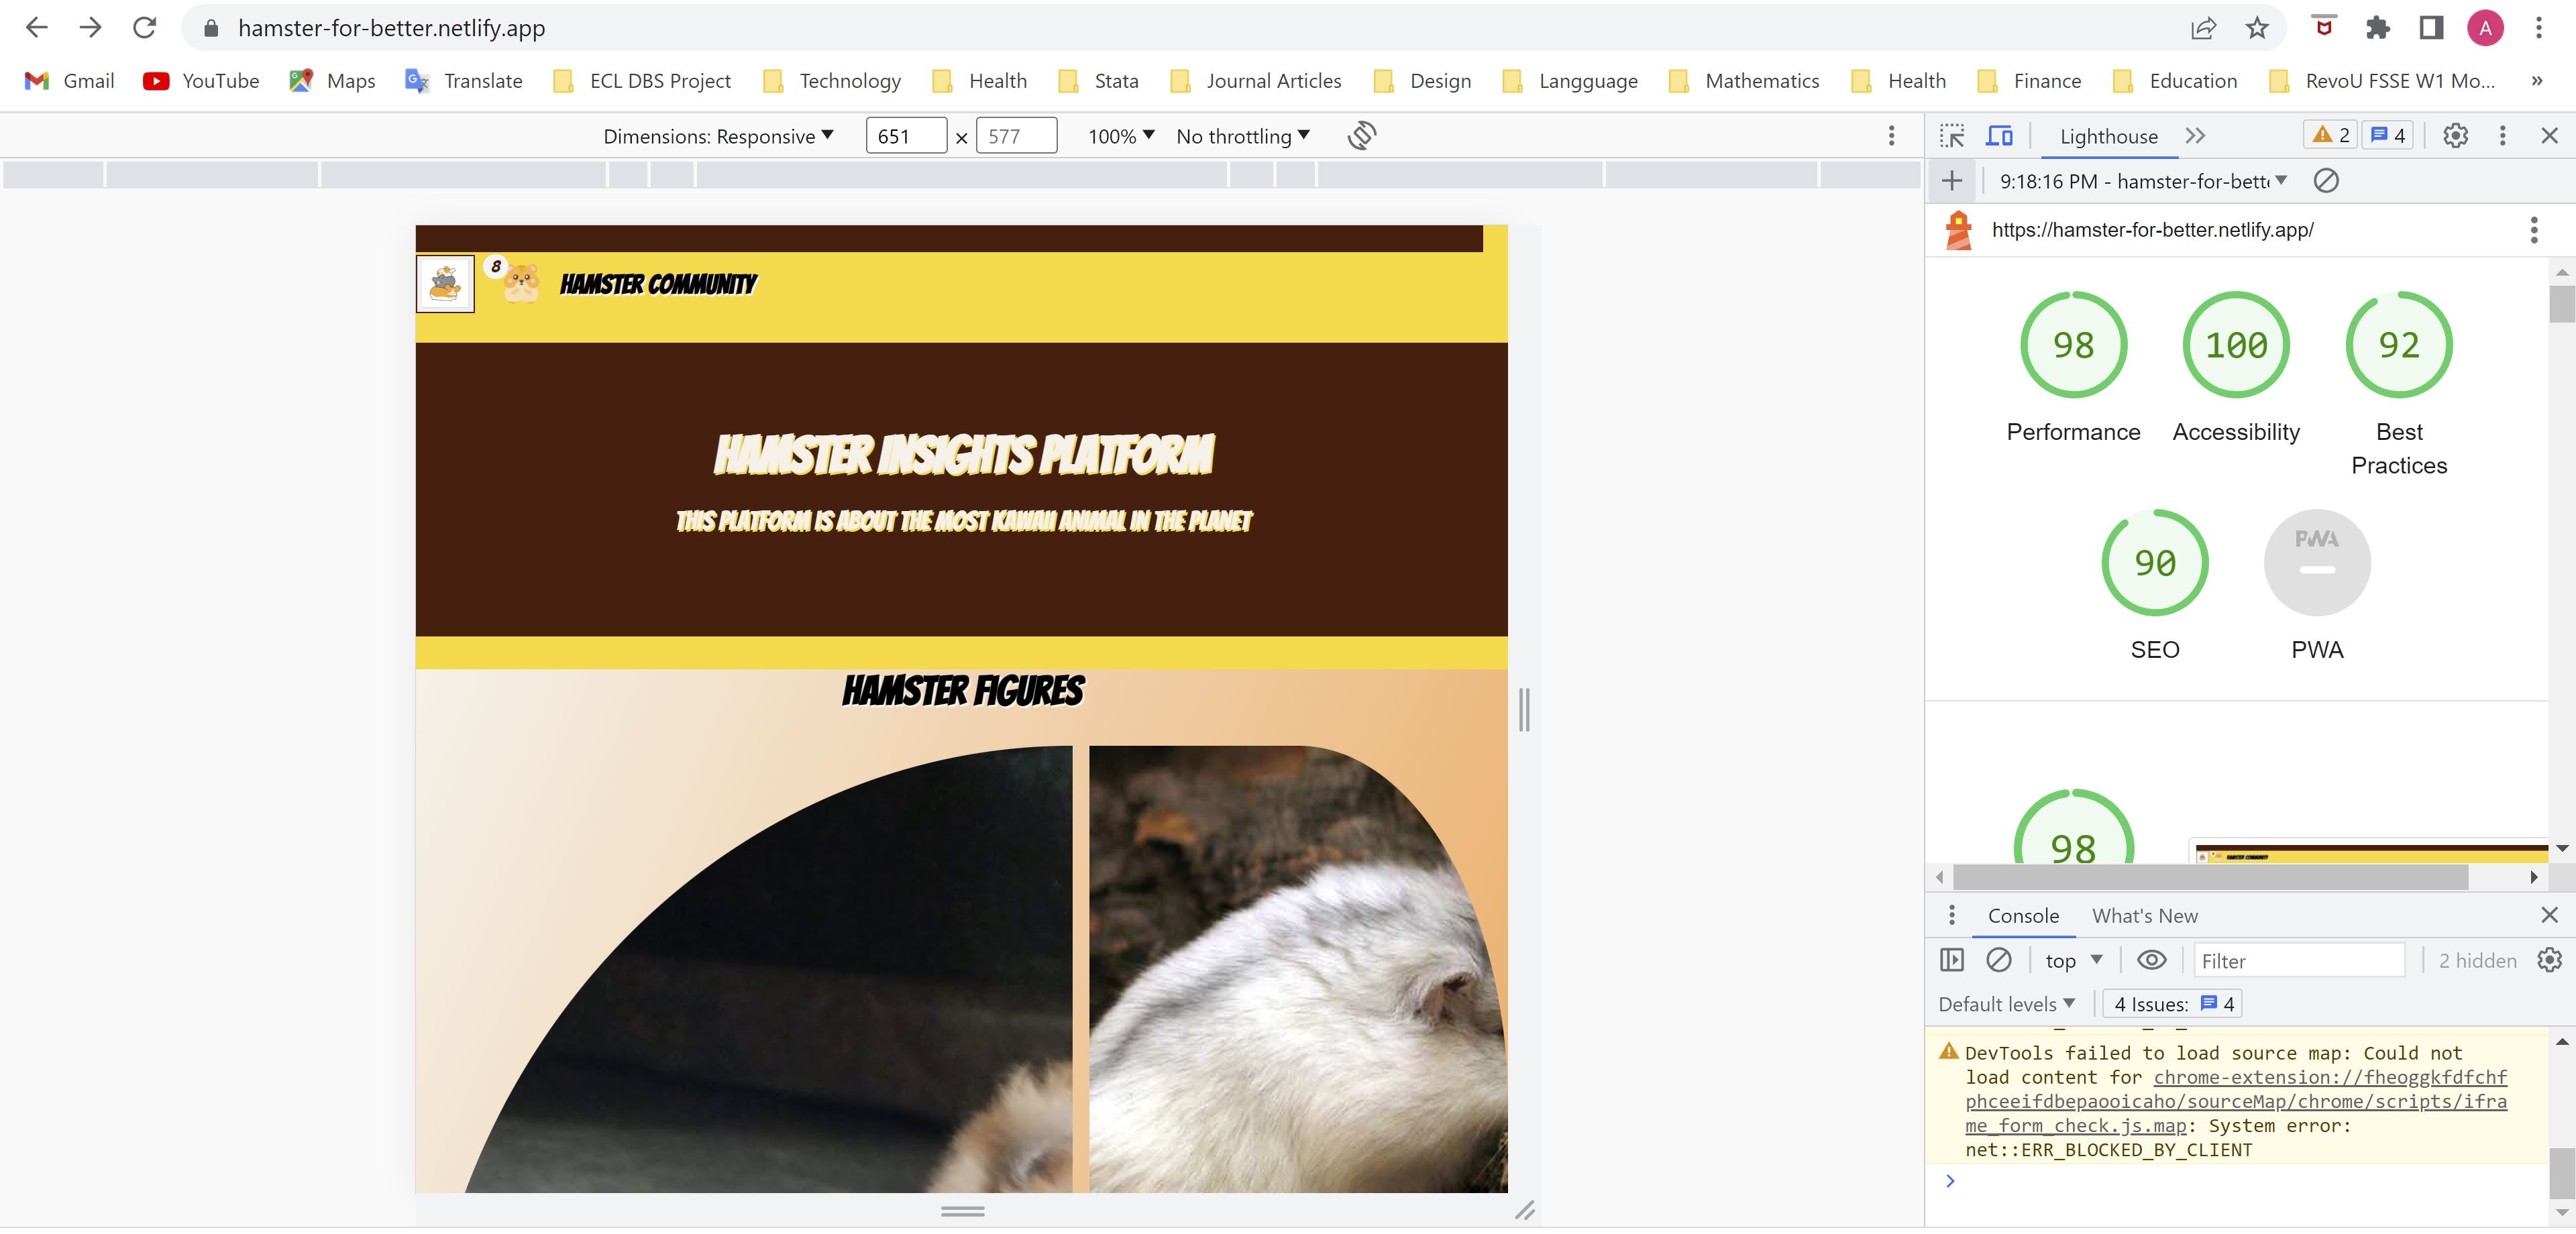 hamster-for-better.netlify.app
A
Gmail YouTube Maps Translate ECL DBS Project Technology Health Stata Journal Articles Design Langguage Mathematics Health Finance Education RevoU FSSE W1 Mo... »
Dimensions: Responsive 651 × 577 100% No throttling
Lighthouse 2 4
9:18:16 PM - hamster-for-bett
https://hamster-for-better.netlify.app/
8
HAMSTER COMMUNITY
HAMSTER INSIGHTS PLATFORM
THIS PLATFORM IS ABOUT THE MOST KAWAII ANIMAL IN THE PLANET
HAMSTER FIGURES
98 100 92
Performance Accessibility Best
Practices
90 PWA
SEO PWA
98
HAMSTER COMMUNITY
Console What's New
top Filter 2 hidden
Default levels 4 Issues: 4
DevTools failed to load source map: Could not
load content for chrome-extension://fheoggkfdfchf
phceeifdbepaooicaho/sourceMap/chrome/scripts/ifra
me_form_check.js.map: System error:
net::ERR_BLOCKED_BY_CLIENT